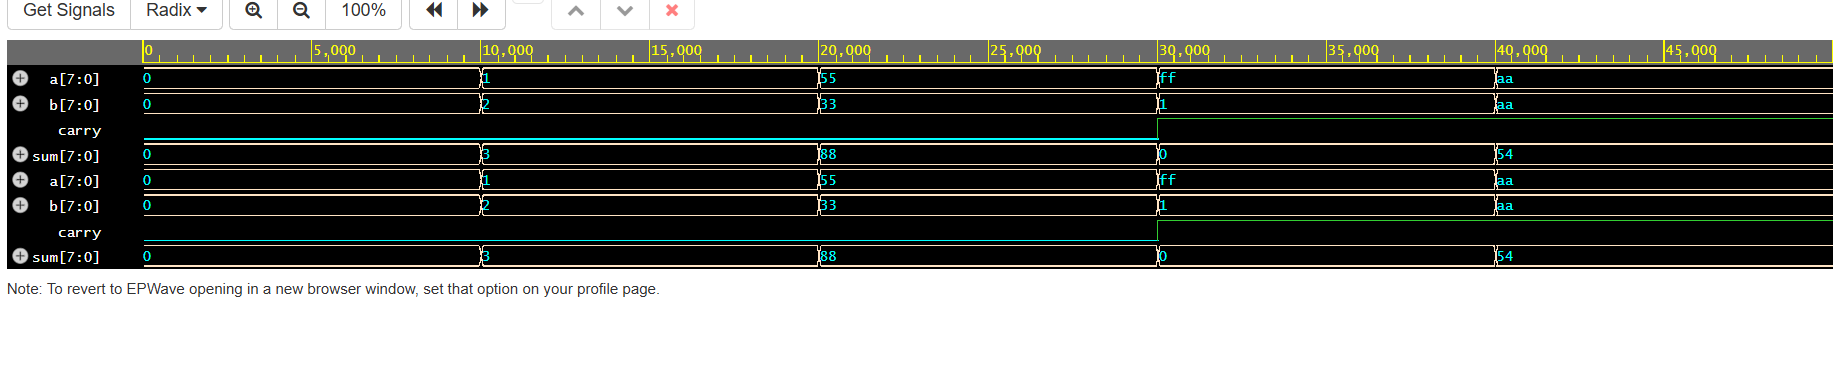 Get Signals Radix 100%
0 5,000 10,000 15,000 20,000 25,000 30,000 35,000 40,000 45,000
a[7:0] 0 1 55 ff aa
b[7:0] 0 2 33 1 aa
carry
sum[7:0] 0 3 88 0 54
a[7:0] 0 1 55 ff aa
b[7:0] 0 2 33 1 aa
carry
sum[7:0] 0 3 88 0 54
Note: To revert to EPWave opening in a new browser window, set that option on your profile page.